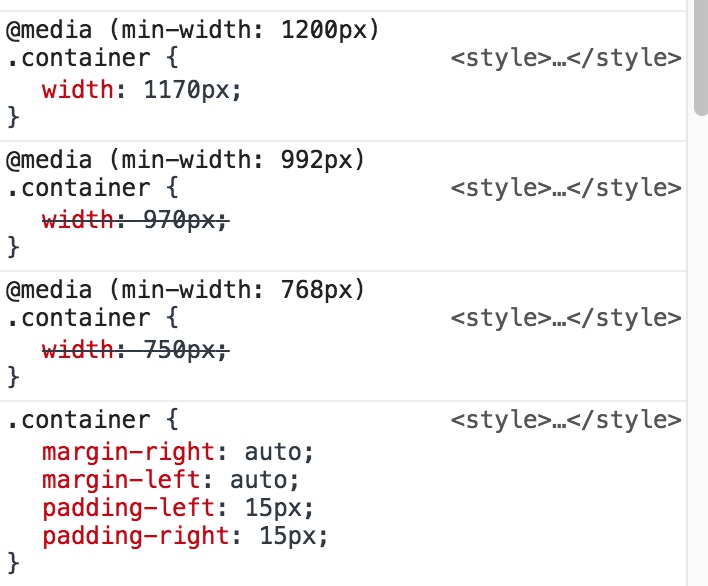 @media (min-width: 1200px)
.container { <style>…</style>
width: 1170px;
}
@media (min-width: 992px)
.container { <style>…</style>
width: 970px;
}
@media (min-width: 768px)
.container { <style>…</style>
width: 750px;
}
.container { <style>…</style>
margin-right: auto;
margin-left: auto;
padding-left: 15px;
padding-right: 15px;
}